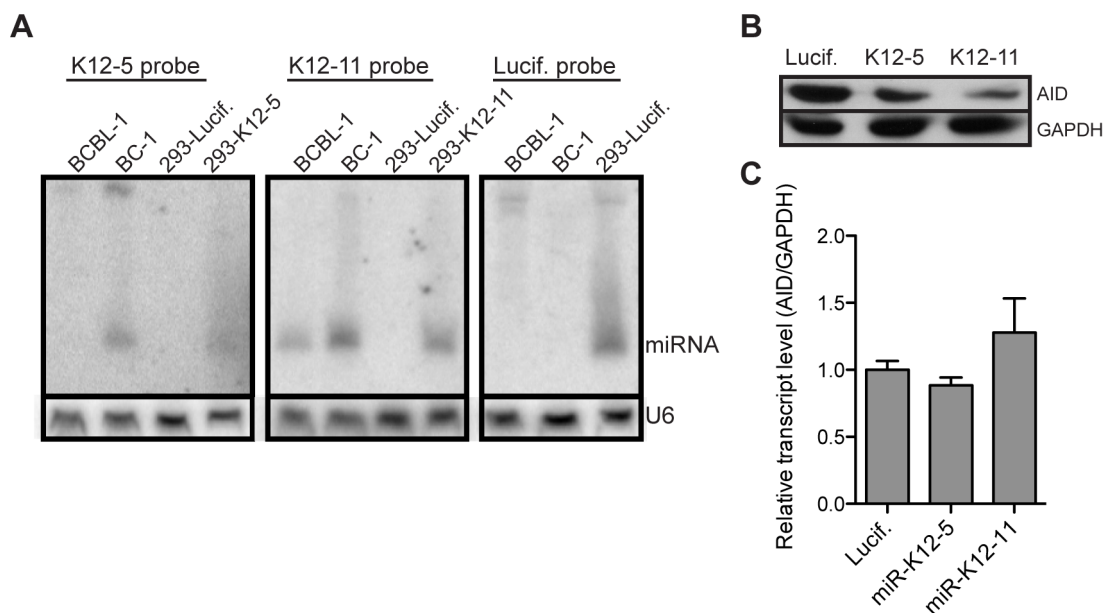 A
K12-5 probe
K12-11 probe
Lucif. probe
BCBL-1
BC-1
293-Lucif.
293-K12-5
BCBL-1
BC-1
293-Lucif.
293-K12-11
BCBL-1
BC-1
293-Lucif.
miRNA
U6
B
Lucif.
K12-5
K12-11
AID
GAPDH
C
Relative transcript level (AID/GAPDH)
2.0
1.5
1.0
0.5
0.0
Lucif.
miR-K12-5
miR-K12-11